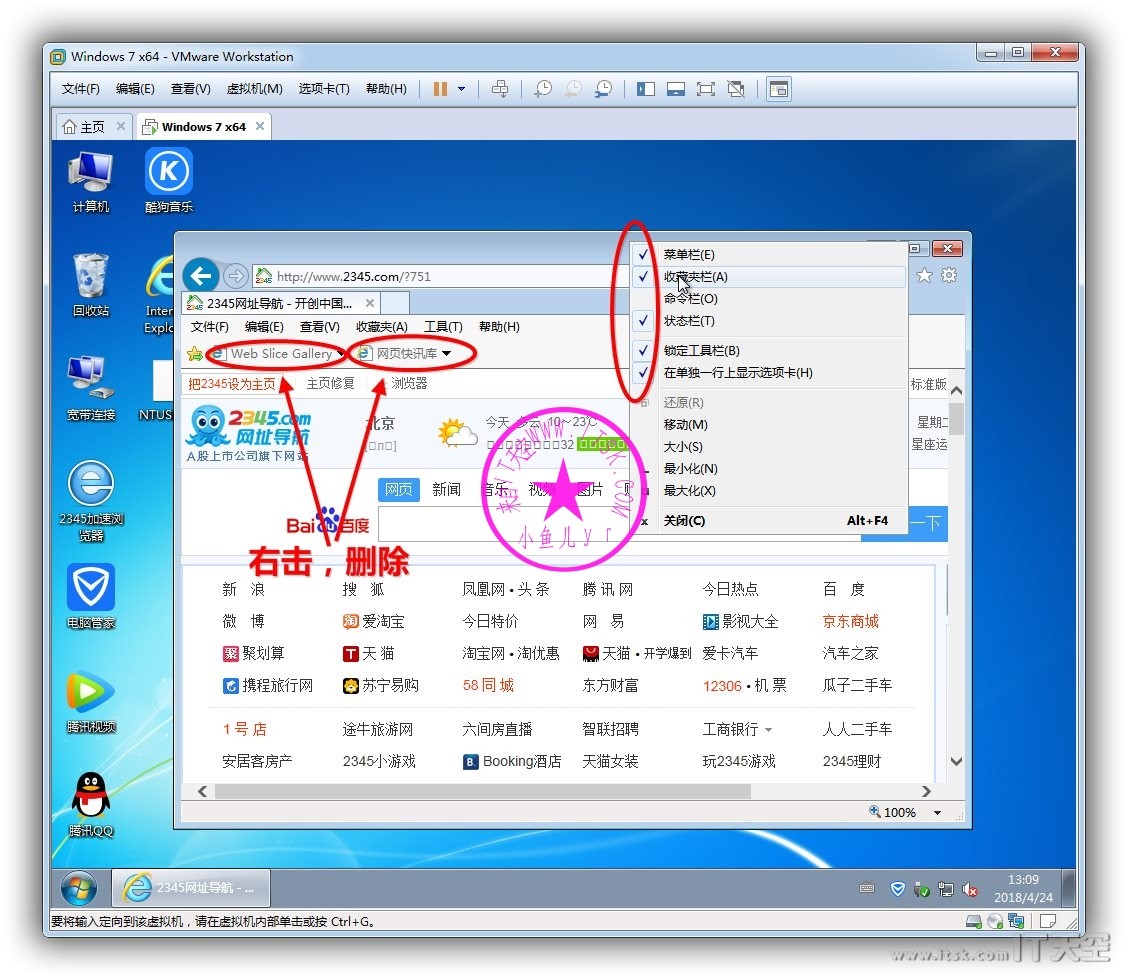 Windows 7 x64 - VMware Workstation
文件(F) 编辑(E) 查看(V) 虚拟机(M) 选项卡(T) 帮助(H)
主页 Windows 7 x64
计算机
酷狗音乐
回收站
Inter
Explo
宽带连接
NTUS
2345加速浏
览器
电脑管家
腾讯视频
腾讯QQ
http://www.2345.com/?751
2345网址导航 - 开创中国...
文件(F) 编辑(E) 查看(V) 收藏夹(A) 工具(T) 帮助(H)
Web Slice Gallery 网页快讯库
把2345设为主页 主页修复 浏览器
标准版
2345.com
网址导航
A股上市公司旗下网站
北京
今天 多云 10~23℃
星期二
星座运
网页 新闻 音乐 视频 图片
Bai百度
一下
右击，删除
菜单栏(E)
收藏夹栏(A)
命令栏(O)
状态栏(T)
锁定工具栏(B)
在单独一行上显示选项卡(H)
还原(R)
移动(M)
大小(S)
最小化(N)
最大化(X)
关闭(C) Alt+F4
来自IT天空WWW.ITSK.COM
小鱼儿yr
新 浪 搜 狐 凤凰网•头条 腾讯网 今日热点 百 度
微 博 爱淘宝 今日特价 网 易 影视大全 京东商城
聚划算 天猫 淘宝网•淘优惠 天猫•开学爆到 爱卡汽车 汽车之家
携程旅行网 苏宁易购 58同城 东方财富 12306•机票 瓜子二手车
1号店 途牛旅游网 六间房直播 智联招聘 工商银行 人人二手车
安居客房产 2345小游戏 Booking酒店 天猫女装 玩2345游戏 2345理财
100%
2345网址导航 - ...
13:09
2018/4/24
要将输入定向到该虚拟机，请在虚拟机内部单击或按 Ctrl+G。
www.itsk.com IT天空